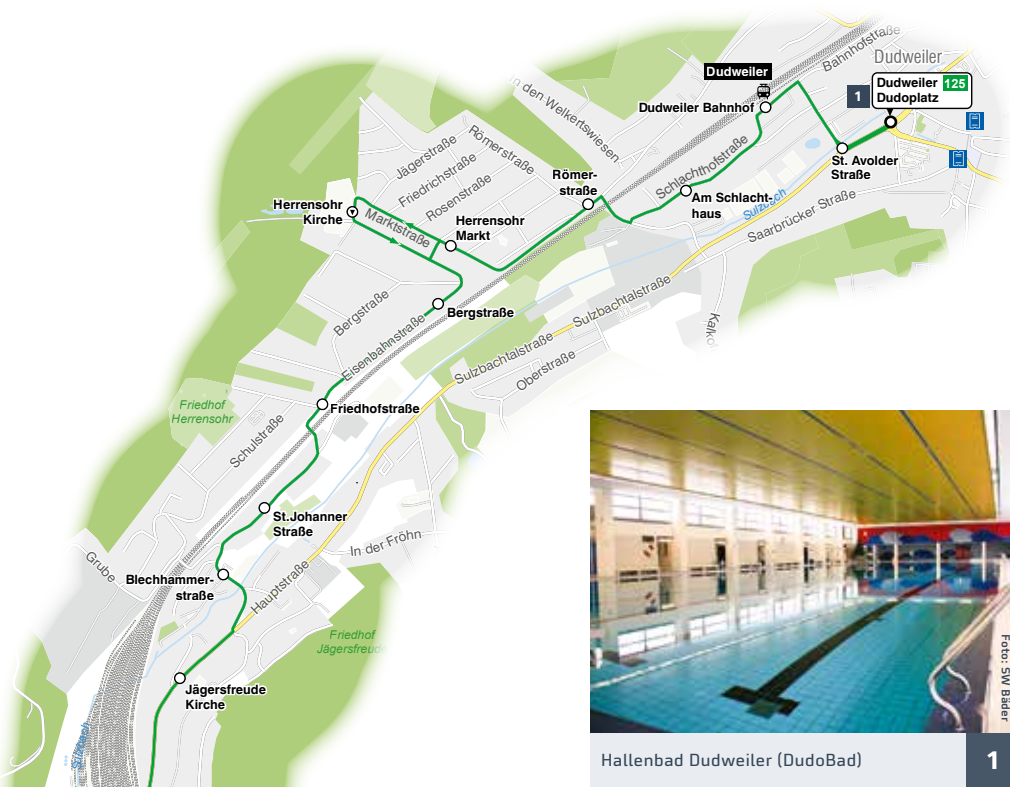 Bahnhofstraße
Dudweiler
Dudweiler
Dudweiler 125
Dudoplatz
1
Dudweiler Bahnhof
In den Welkertswiesen
St. Avolder
Straße
Schlachthofstraße
Am Schlacht-
haus
Sulzbach
Saarbrücker Straße
Römer-
straße
Römerstraße
Jägerstraße
Friedrichstraße
Rosenstraße
Herrensohr
Kirche
Marktstraße
Herrensohr
Markt
Bergstraße
Bergstraße
Eisenbahnstraße
Sulzbachtalstraße
Sulzbachtalstraße
Oberstraße
Friedhof
Herrensohr
Friedhofstraße
Schulstraße
St.Johanner
Straße
In der Fröhn
Grube
Blechhammer-
straße
Hauptstraße
Friedhof
Jägersfreude
Jägersfreude
Kirche
Sulzbach
Foto: SW Bäder
Hallenbad Dudweiler (DudoBad)
1